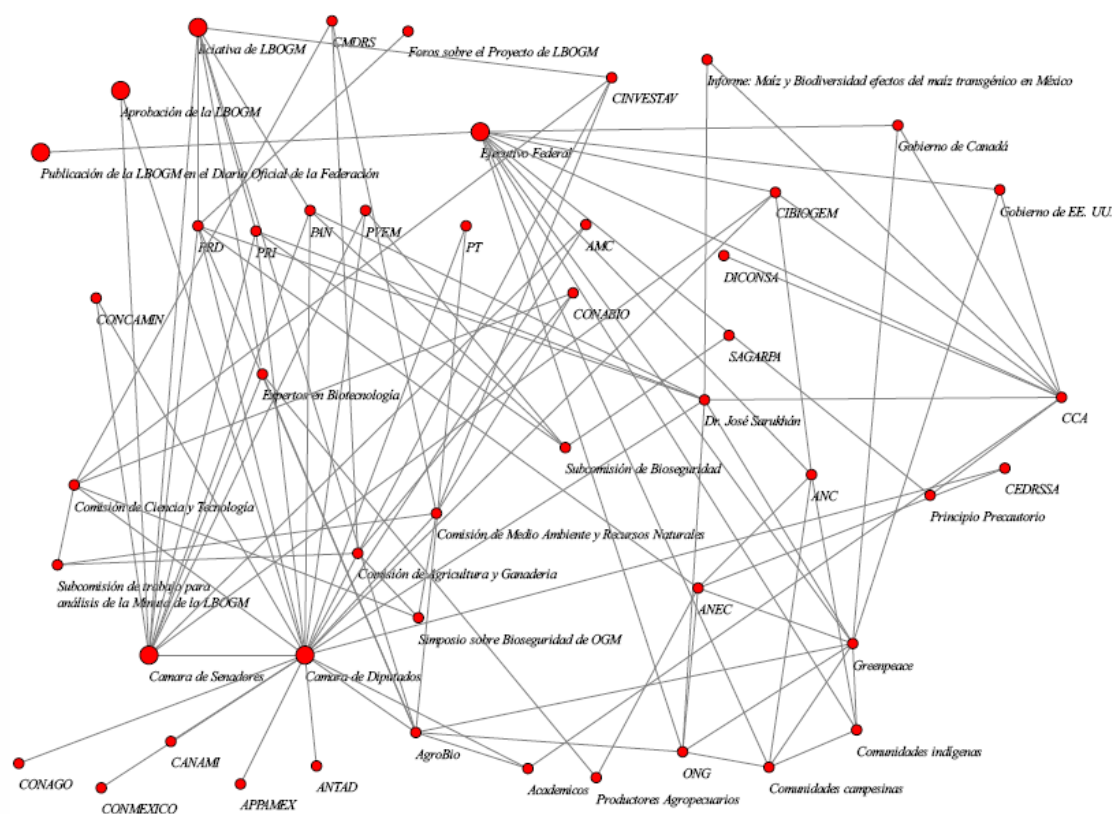 iciativa de LBOGM
CMDRS
Foros sobre el Proyecto de LBOGM
CINVESTAV
Informe: Maíz y Biodiversidad efectos del maíz transgénico en México
Aprobación de la LBOGM
Ejecutivo Federal
Gobierno de Canadá
Publicación de la LBOGM en el Diario Oficial de la Federación
CIBIOGEM
Gobierno de EE. UU.
PRD
PRI
PAN
PVEM
PT
AMC
DICONSA
CONCAMIN
CONABIO
SAGARPA
Expertos en Biotecnología
Dr. José Sarukhán
CCA
Subcomisión de Bioseguridad
ANC
CEDRSSA
Comisión de Ciencia y Tecnología
Principio Precautorio
Comisión de Medio Ambiente y Recursos Naturales
Comisión de Agricultura y Ganaderia
Subcomisión de trabajo para
análisis de la Minuta de la LBOGM
ANEC
Simposio sobre Bioseguridad de OGM
Greenpeace
Camara de Senadores
Camara de Diputados
AgroBio
Comunidades indígenas
CANAMI
ONG
CONAGO
ANTAD
Academicos
Comunidades campesinas
CONMEXICO
APPAMEX
Productores Agropecuarios